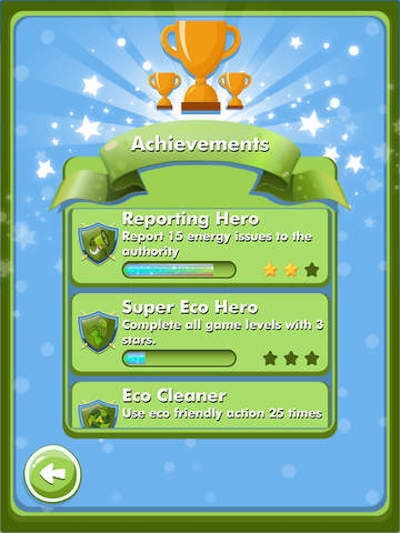 Achievements
Reporting Hero
Report 15 energy issues to the
authority
Super Eco Hero
Complete all game levels with 3
stars.
Eco Cleaner
Use eco friendly action 25 times